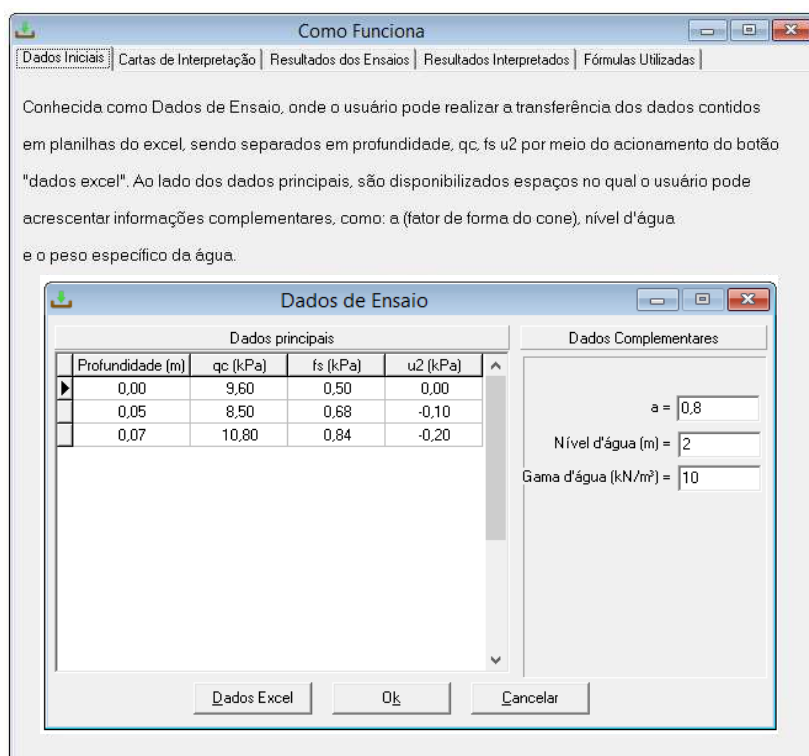 Como Funciona
Dados Iniciais Cartas de Interpretação Resultados dos Ensaios Resultados Interpretados Fórmulas Utilizadas
Conhecida como Dados de Ensaio, onde o usuário pode realizar a transferência dos dados contidos
em planilhas do excel, sendo separados em profundidade, qc, fs u2 por meio do acionamento do botão
"dados excel". Ao lado dos dados principais, são disponibilizados espaços no qual o usuário pode
acrescentar informações complementares, como: a (fator de forma do cone), nível d'água
e o peso específico da água.
Dados de Ensaio
Dados principais
Profundidade (m) qc (kPa) fs (kPa) u2 (kPa)
0,00 9,60 0,50 0,00
0,05 8,50 0,68 -0,10
0,07 10,80 0,84 -0,20
Dados Complementares
a = 0,8
Nível d'água (m) = 2
Gama d'água (kN/m³) = 10
Dados Excel Ok Cancelar